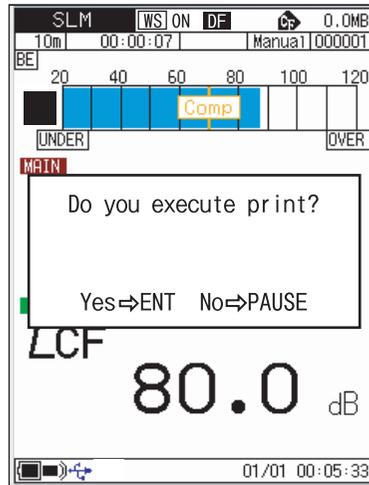 SLM WS ON DF CF 0.0MB
10m 00:00:07 Manual 000001
BE
20 40 60 80 100 120
Comp
UNDER OVER
MAIN
Do you execute print?
Yes⇨ENT No⇨PAUSE
LCF
80.0 dB
01/01 00:05:33